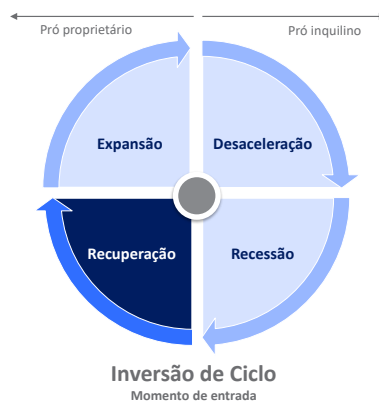 Pró proprietário
Pró inquilino
Expansão
Desaceleração
Recuperação
Recessão
Inversão de Ciclo
Momento de entrada